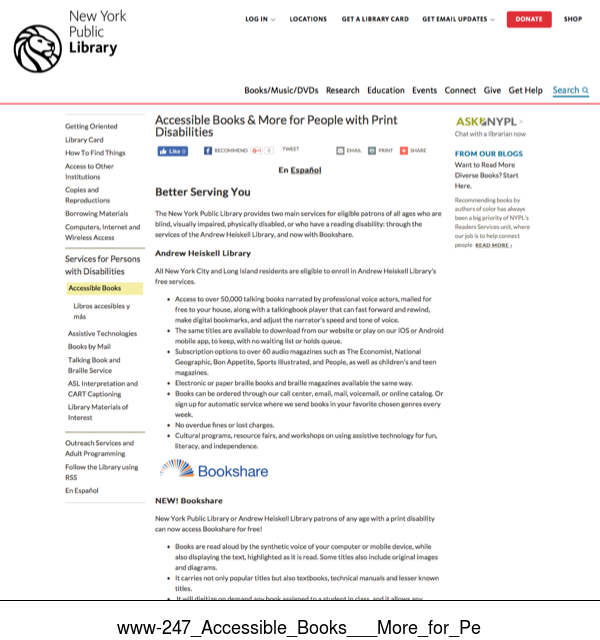 New York
Public
Library
LOG IN
LOCATIONS
GET A LIBRARY CARD
GET EMAIL UPDATES
DONATE
SHOP
Books/Music/DVDs Research Education Events Connect Give Get Help Search
Getting Oriented
Library Card
How To Find Things
Access to Other
Institutions
Copies and
Reproductions
Borrowing Materials
Computers, Internet and
Wireless Access
Services for Persons
with Disabilities
Accessible Books
Libros accesibles y
más
Assistive Technologies
Books by Mail
Talking Book and
Braille Service
ASL Interpretation and
CART Captioning
Library Materials of
Interest
Outreach Services and
Adult Programming
Follow the Library using
RSS
En Español
Accessible Books & More for People with Print
Disabilities
Like 0
RECOMMEND
G+1 0
TWEET
EMAIL
PRINT
SHARE
En Español
Better Serving You
The New York Public Library provides two main services for eligible patrons of all ages who are
blind, visually impaired, physically disabled, or who have a reading disability: through the
services of the Andrew Heiskell Library, and now with Bookshare.
Andrew Heiskell Library
All New York City and Long Island residents are eligible to enroll in Andrew Heiskell Library's
free services.
• Access to over 50,000 talking books narrated by professional voice actors, mailed for
free to your house, along with a talkingbook player that can fast forward and rewind,
make digital bookmarks, and adjust the narrator's speed and tone of voice.
• The same titles are available to download from our website or play on our iOS or Android
mobile app, to keep, with no waiting list or holds queue.
• Subscription options to over 60 audio magazines such as The Economist, National
Geographic, Bon Appetite, Sports Illustrated, and People, as well as children's and teen
magazines.
• Electronic or paper braille books and braille magazines available the same way.
• Books can be ordered through our call center, email, mail, voicemail, or online catalog. Or
sign up for automatic service where we send books in your favorite chosen genres every
week.
• No overdue fines or lost charges.
• Cultural programs, resource fairs, and workshops on using assistive technology for fun,
literacy, and independence.
Bookshare
NEW! Bookshare
New York Public Library or Andrew Heiskell Library patrons of any age with a print disability
can now access Bookshare for free!
• Books are read aloud by the synthetic voice of your computer or mobile device, while
also displaying the text, highlighted as it is read. Some titles also include original images
and diagrams.
• It carries not only popular titles but also textbooks, technical manuals and lesser known
titles.
• It will digitize on demand any book assigned to a student in class, and it allows any
ASK NYPL >
Chat with a librarian now
FROM OUR BLOGS
Want to Read More
Diverse Books? Start
Here.
Recommending books by
authors of color has always
been a big priority of NYPL's
Readers Services unit, where
our job is to help connect
people READ MORE ›
www-247_Accessible_Books___More_for_Pe